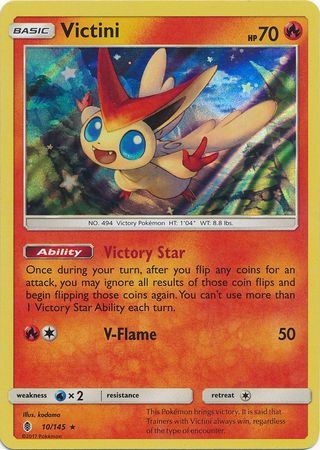 BASIC Victini HP 70
NO. 494 Victory Pokémon HT: 1'04" WT: 8.8 lbs.
Ability Victory Star
Once during your turn, after you flip any coins for an
attack, you may ignore all results of those coin flips and
begin flipping those coins again. You can't use more
than 1 Victory Star Ability each turn.
V-Flame 50
weakness ×2 resistance retreat
Illus. kodama
10/145 ★
©2017 Pokémon
This Pokémon brings victory. It is said that
Trainers with Victini always win, regardless
of the type of encounter.